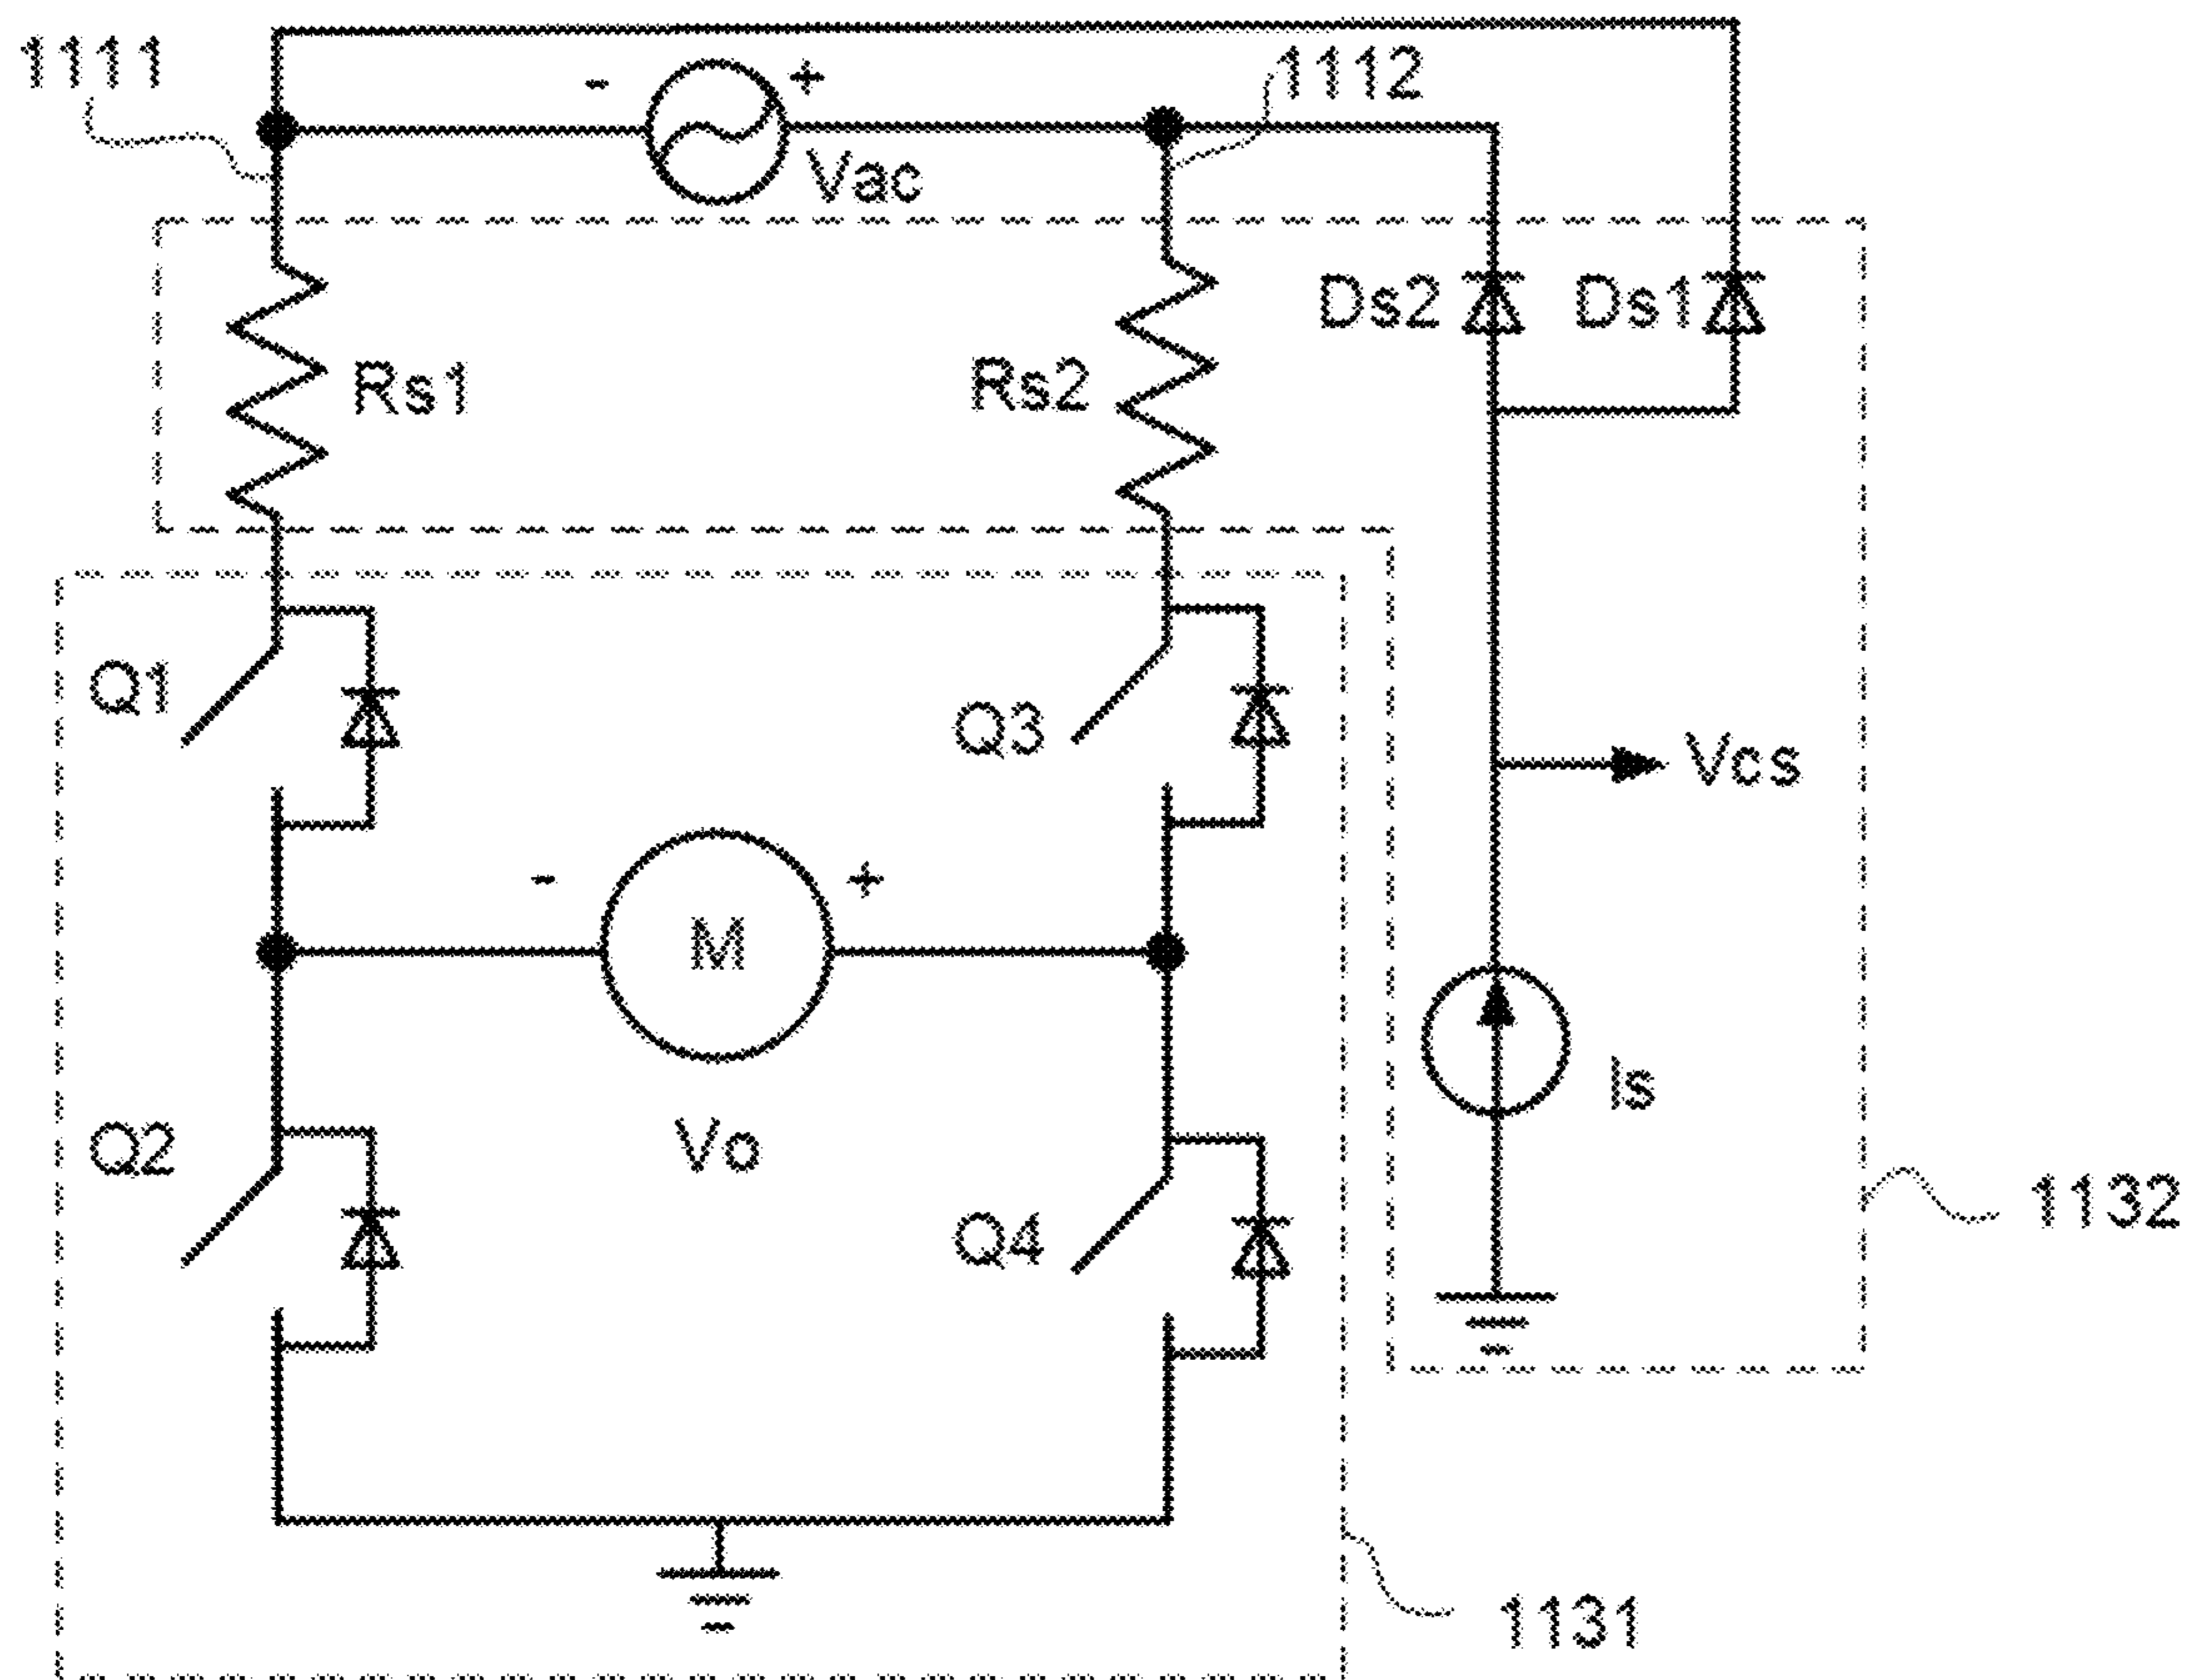 1111
- +
1112
Vac
Rs1
Rs2
Ds2
Ds1
Q1
Q3
Vcs
- +
M
Vo
Is
Q2
Q4
1132
1131